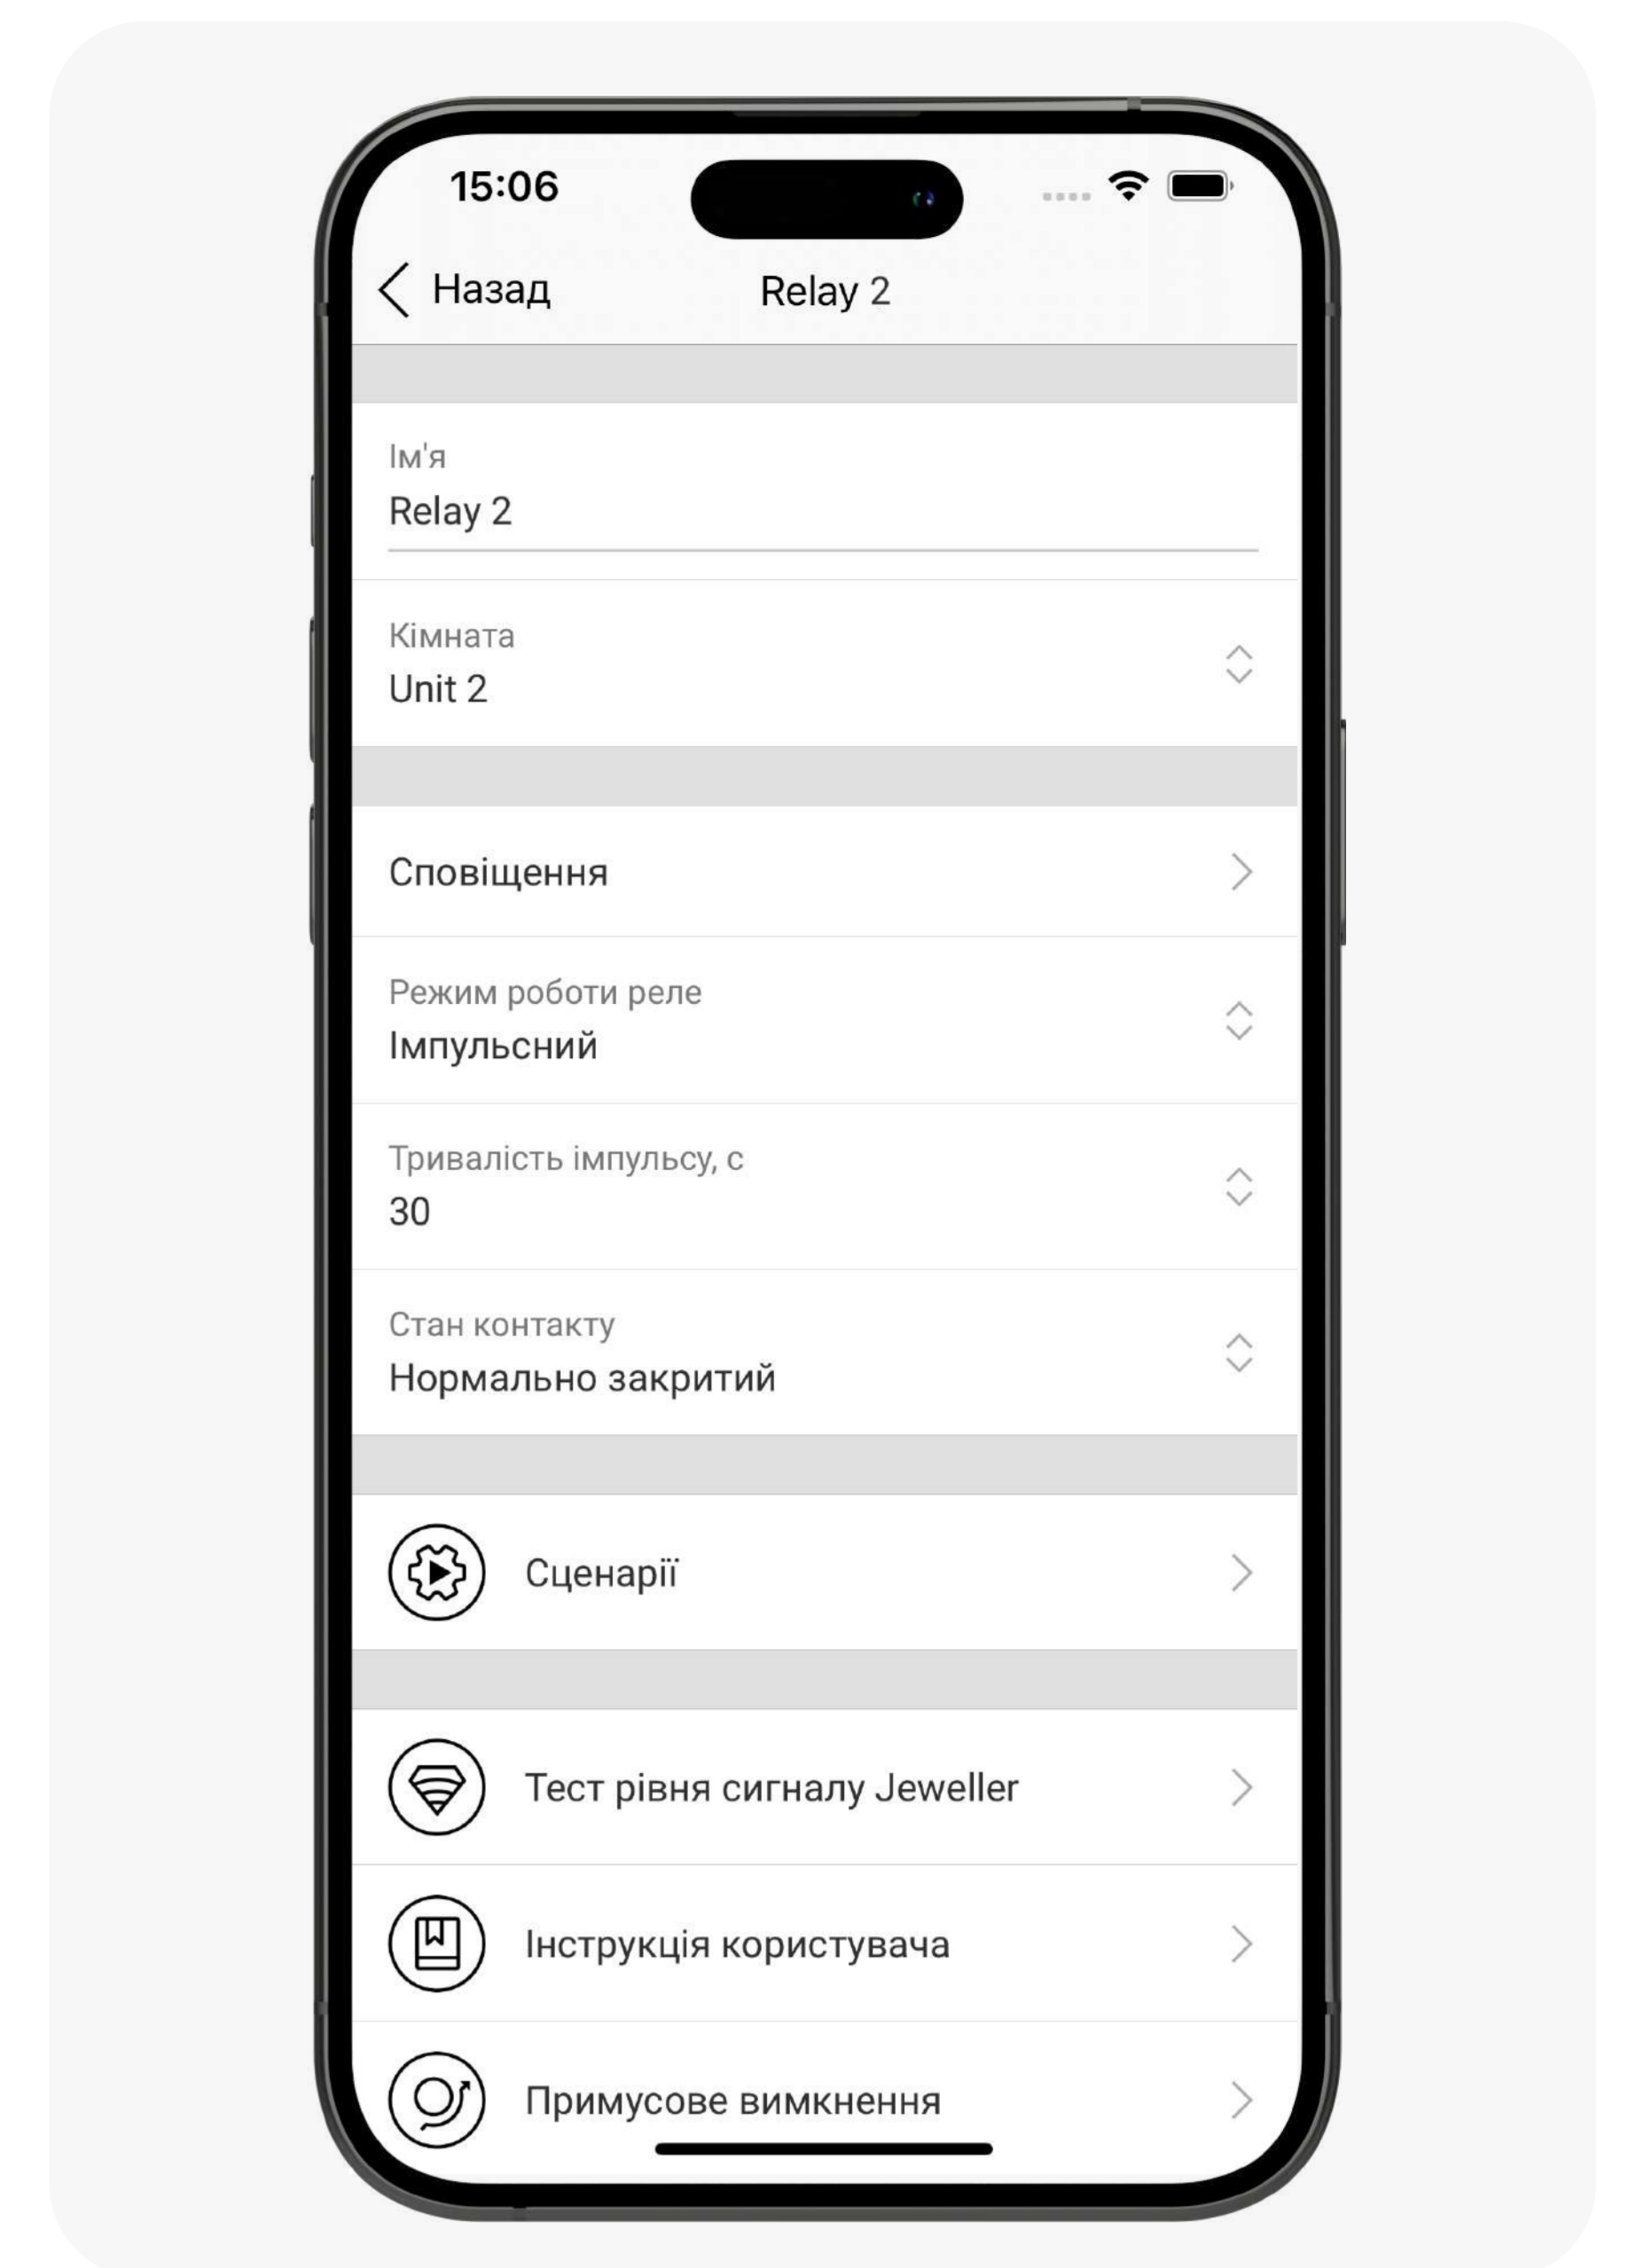 15:06
Назад
Relay 2
Ім'я
Relay 2
Кімната
Unit 2
Сповіщення
Режим роботи реле
Імпульсний
Тривалість імпульсу, с
30
Стан контакту
Нормально закритий
Сценарії
Тест рівня сигналу Jeweller
Інструкція користувача
Примусове вимкнення